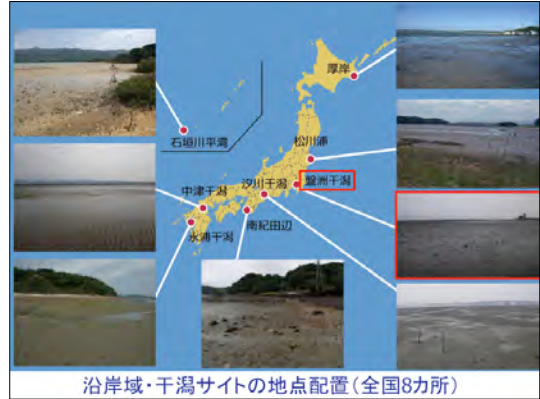 厚岸
石垣川平湾
松川浦
中津干潟
汐川干潟
盤洲干潟
永浦干潟
南紀田辺
沿岸域・干潟サイトの地点配置(全国8カ所)